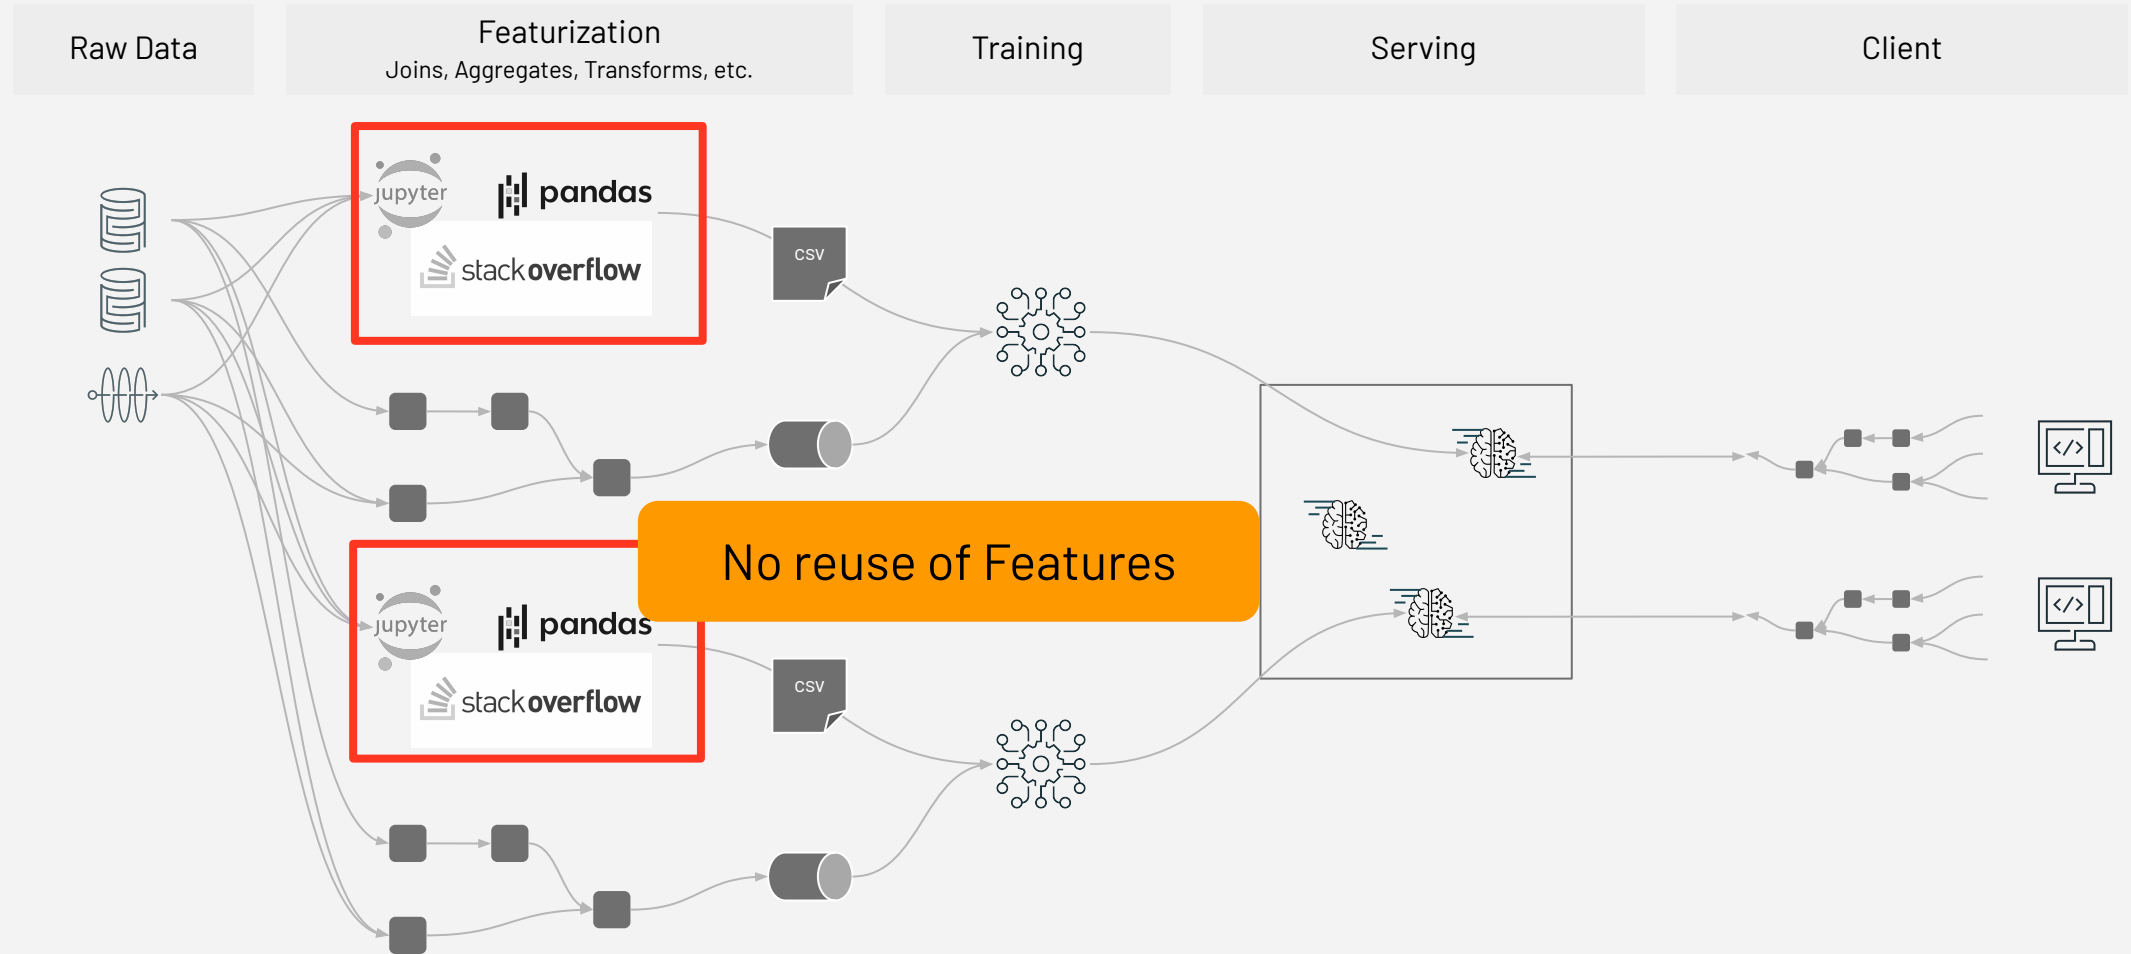 Raw Data
Featurization
Joins, Aggregates, Transforms, etc.
Training
Serving
Client
jupyter
pandas
stackoverflow
CSV
</>
No reuse of Features
</>
jupyter
pandas
stackoverflow
CSV